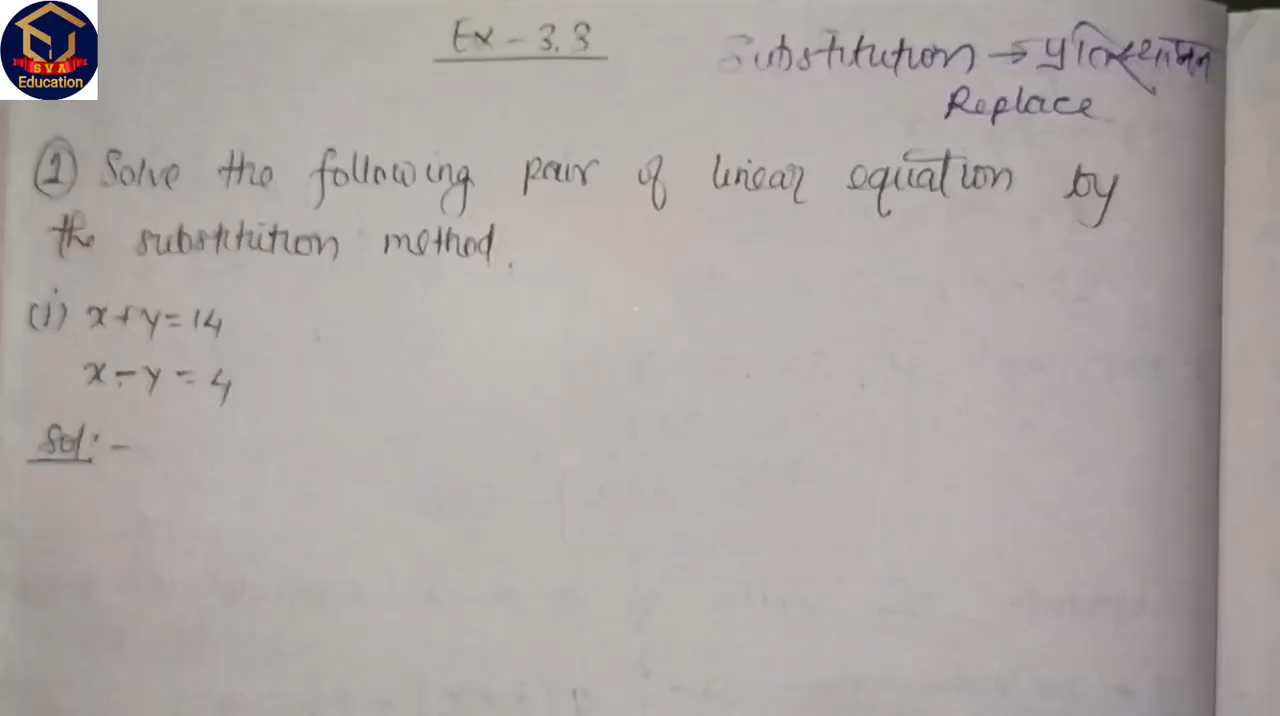 SVA
Education
Ex - 3.3
Substitution → प्रतिस्थापन
Replace
(1) Solve the following pair of linear equation by
the substitution method.
(i) x + y = 14
x - y = 4
Sol: -